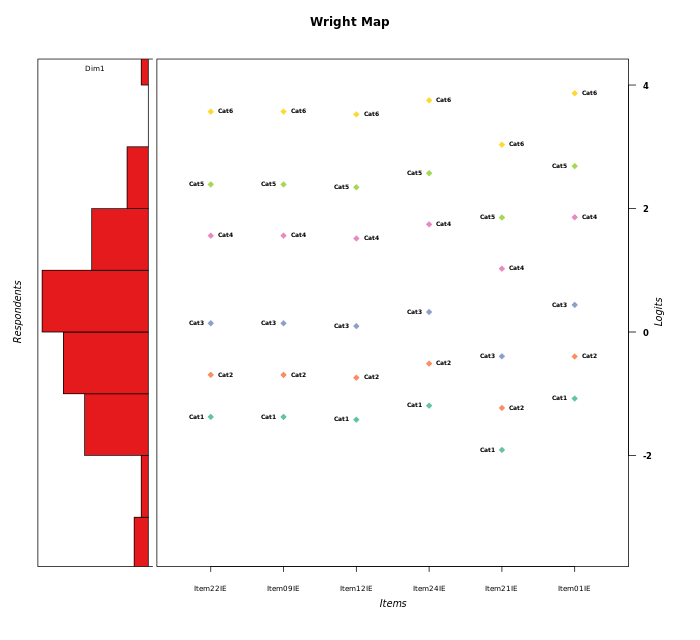 Wright Map
Dim1
Respondents
Cat6 Cat6 Cat6 Cat6 Cat6 Cat6
Cat5 Cat5 Cat5 Cat5 Cat5 Cat5
Cat4 Cat4 Cat4 Cat4 Cat4 Cat4
Cat3 Cat3 Cat3 Cat3 Cat3 Cat3
Cat2 Cat2 Cat2 Cat2 Cat2 Cat2
Cat1 Cat1 Cat1 Cat1 Cat1 Cat1
4
2
0
-2
Logits
Item22IE Item09IE Item12IE Item24IE Item21IE Item01IE
Items